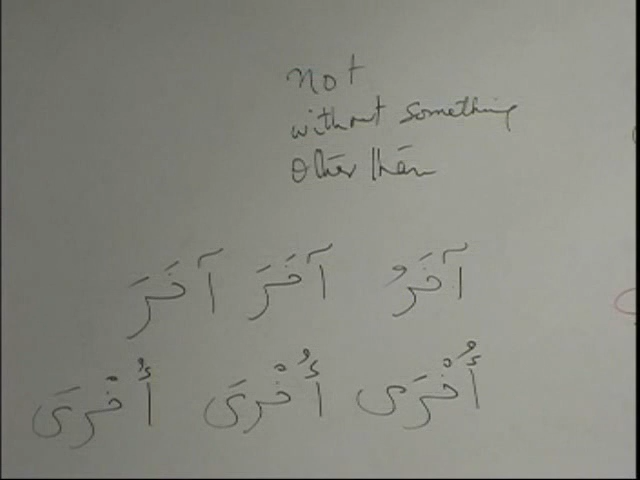 not
without something
other than
آخَرُ آخَرَ آخَرَ
أُخْرَى أُخْرَى أُخْرَى